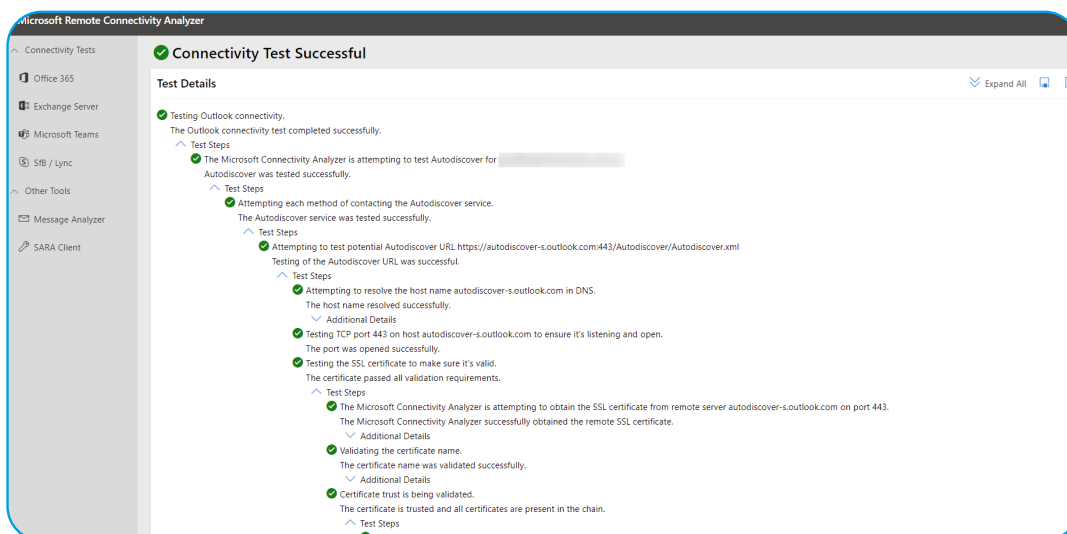 Microsoft Remote Connectivity Analyzer
Connectivity Tests
Office 365
Exchange Server
Microsoft Teams
SfB / Lync
Other Tools
Message Analyzer
SARA Client
Connectivity Test Successful
Test Details
Expand All
Testing Outlook connectivity.
The Outlook connectivity test completed successfully.
Test Steps
The Microsoft Connectivity Analyzer is attempting to test Autodiscover for
Autodiscover was tested successfully.
Test Steps
Attempting each method of contacting the Autodiscover service.
The Autodiscover service was tested successfully.
Test Steps
Attempting to test potential Autodiscover URL https://autodiscover-s.outlook.com:443/Autodiscover/Autodiscover.xml
Testing of the Autodiscover URL was successful.
Test Steps
Attempting to resolve the host name autodiscover-s.outlook.com in DNS.
The host name resolved successfully.
Additional Details
Testing TCP port 443 on host autodiscover-s.outlook.com to ensure it's listening and open.
The port was opened successfully.
Testing the SSL certificate to make sure it's valid.
The certificate passed all validation requirements.
Test Steps
The Microsoft Connectivity Analyzer is attempting to obtain the SSL certificate from remote server autodiscover-s.outlook.com on port 443.
The Microsoft Connectivity Analyzer successfully obtained the remote SSL certificate.
Additional Details
Validating the certificate name.
The certificate name was validated successfully.
Additional Details
Certificate trust is being validated.
The certificate is trusted and all certificates are present in the chain.
Test Steps